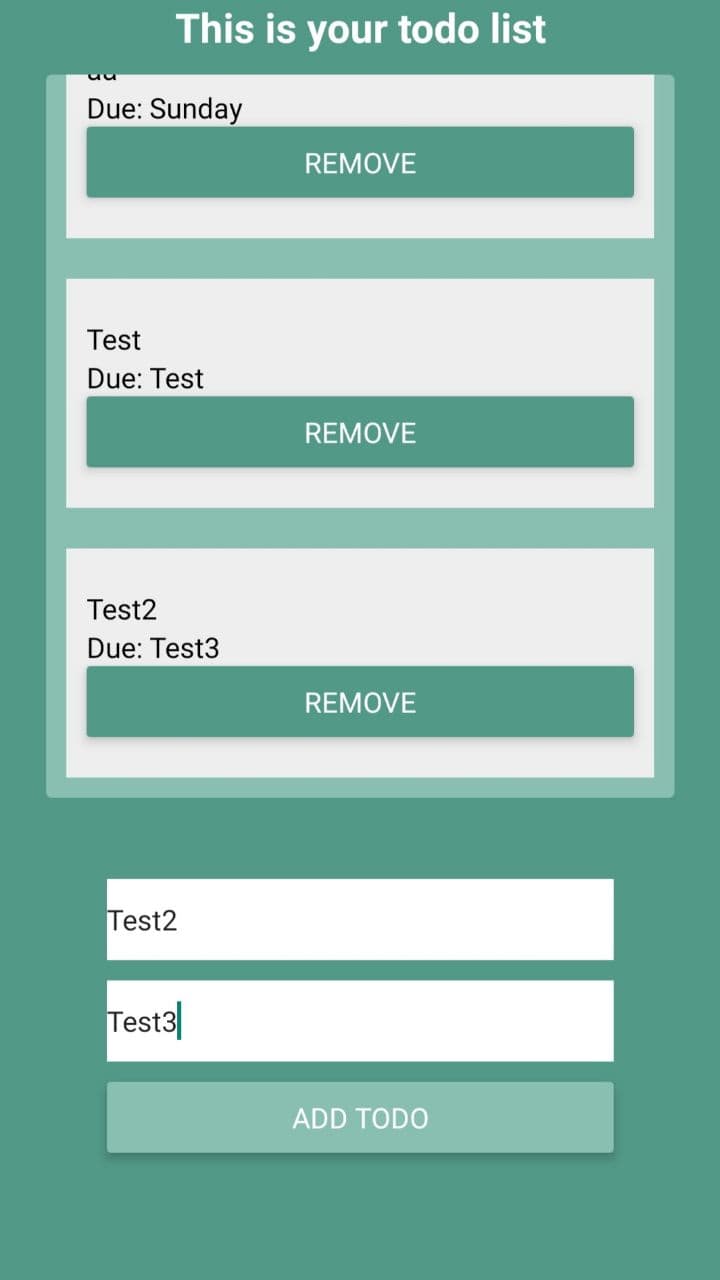 This is your todo list
Due: Sunday
REMOVE
Test
Due: Test
REMOVE
Test2
Due: Test3
REMOVE
Test2
Test3
ADD TODO